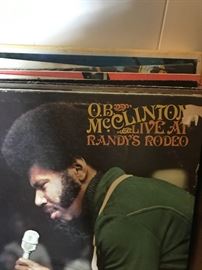 O.B.
McCLINTON
LIVE AT
RANDY'S RODEO